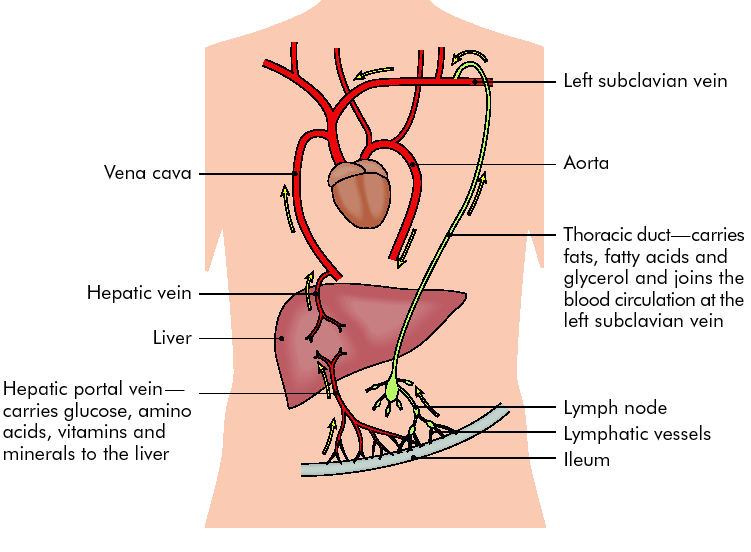 Left subclavian vein
Aorta
Vena cava
Thoracic duct—carries
fats, fatty acids and
glycerol and joins the
blood circulation at the
left subclavian vein
Hepatic vein
Liver
Hepatic portal vein—
carries glucose, amino
acids, vitamins and
minerals to the liver
Lymph node
Lymphatic vessels
Ileum